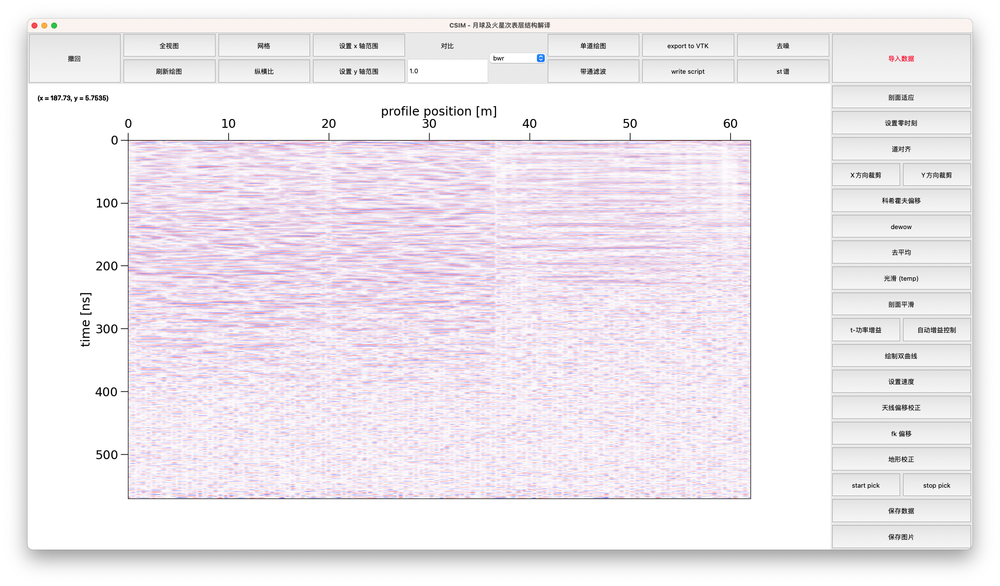 CSIM - 月球及火星次表层结构解译
撤回
全视图
网格
设置 x 轴范围
对比
bwr
单道绘图
export to VTK
去噪
导入数据
刷新绘图
纵横比
设置 y 轴范围
1.0
带通滤波
write script
st谱
(x = 187.73, y = 5.7535)
profile position [m]
0 10 20 30 40 50 60
0
100
200
300
400
500
time [ns]
剖面适应
设置零时刻
道对齐
X方向裁剪
Y方向裁剪
科希霍夫偏移
dewow
去平均
光滑 (temp)
剖面平滑
t-功率增益
自动增益控制
绘制双曲线
设置速度
天线偏移校正
fk 偏移
地形校正
start pick
stop pick
保存数据
保存图片